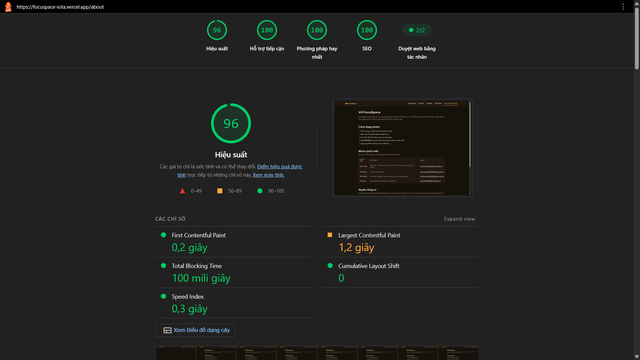 https://focuspace-iota.vercel.app/about
96
100
100
100
2/2
Hiệu suất
Hỗ trợ tiếp cận
Phương pháp hay nhất
SEO
Duyệt web bằng tác nhân
96
Hiệu suất
Các giá trị chỉ là ước tính và có thể thay đổi. Điểm hiệu quả được
tính trực tiếp từ những chỉ số này. Xem máy tính.
0–49
50–89
90–100
Về FocuSpace
CÁC CHỈ SỐ
Expand view
First Contentful Paint
0,2 giây
Largest Contentful Paint
1,2 giây
Total Blocking Time
100 mili giây
Cumulative Layout Shift
0
Speed Index
0,3 giây
Xem Biểu đồ dạng cây